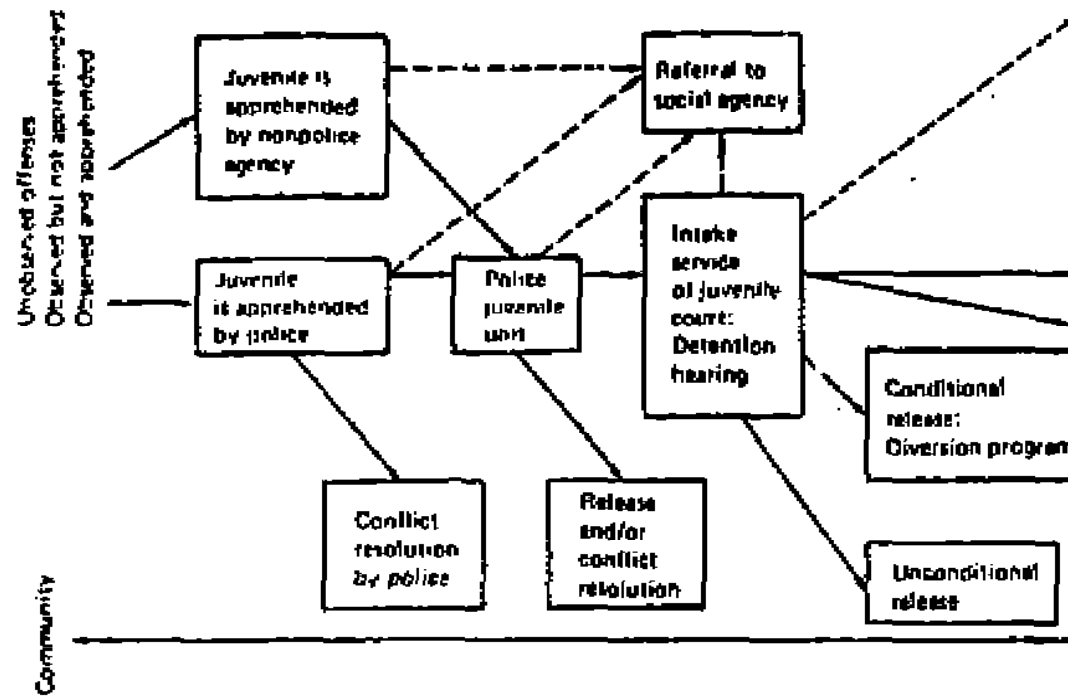 Unobserved offenses
Observed but not apprehended
Observed and apprehended
Juvenile is
apprehended
by nonpolice
agency
Referral to
social agency
Juvenile
is apprehended
by police
Police
juvenile
unit
Intake
service
of juvenile
court:
Detention
hearing
Conditional
release:
Diversion program
Conflict
resolution
by police
Release
and/or
conflict
resolution
Unconditional
release
Community